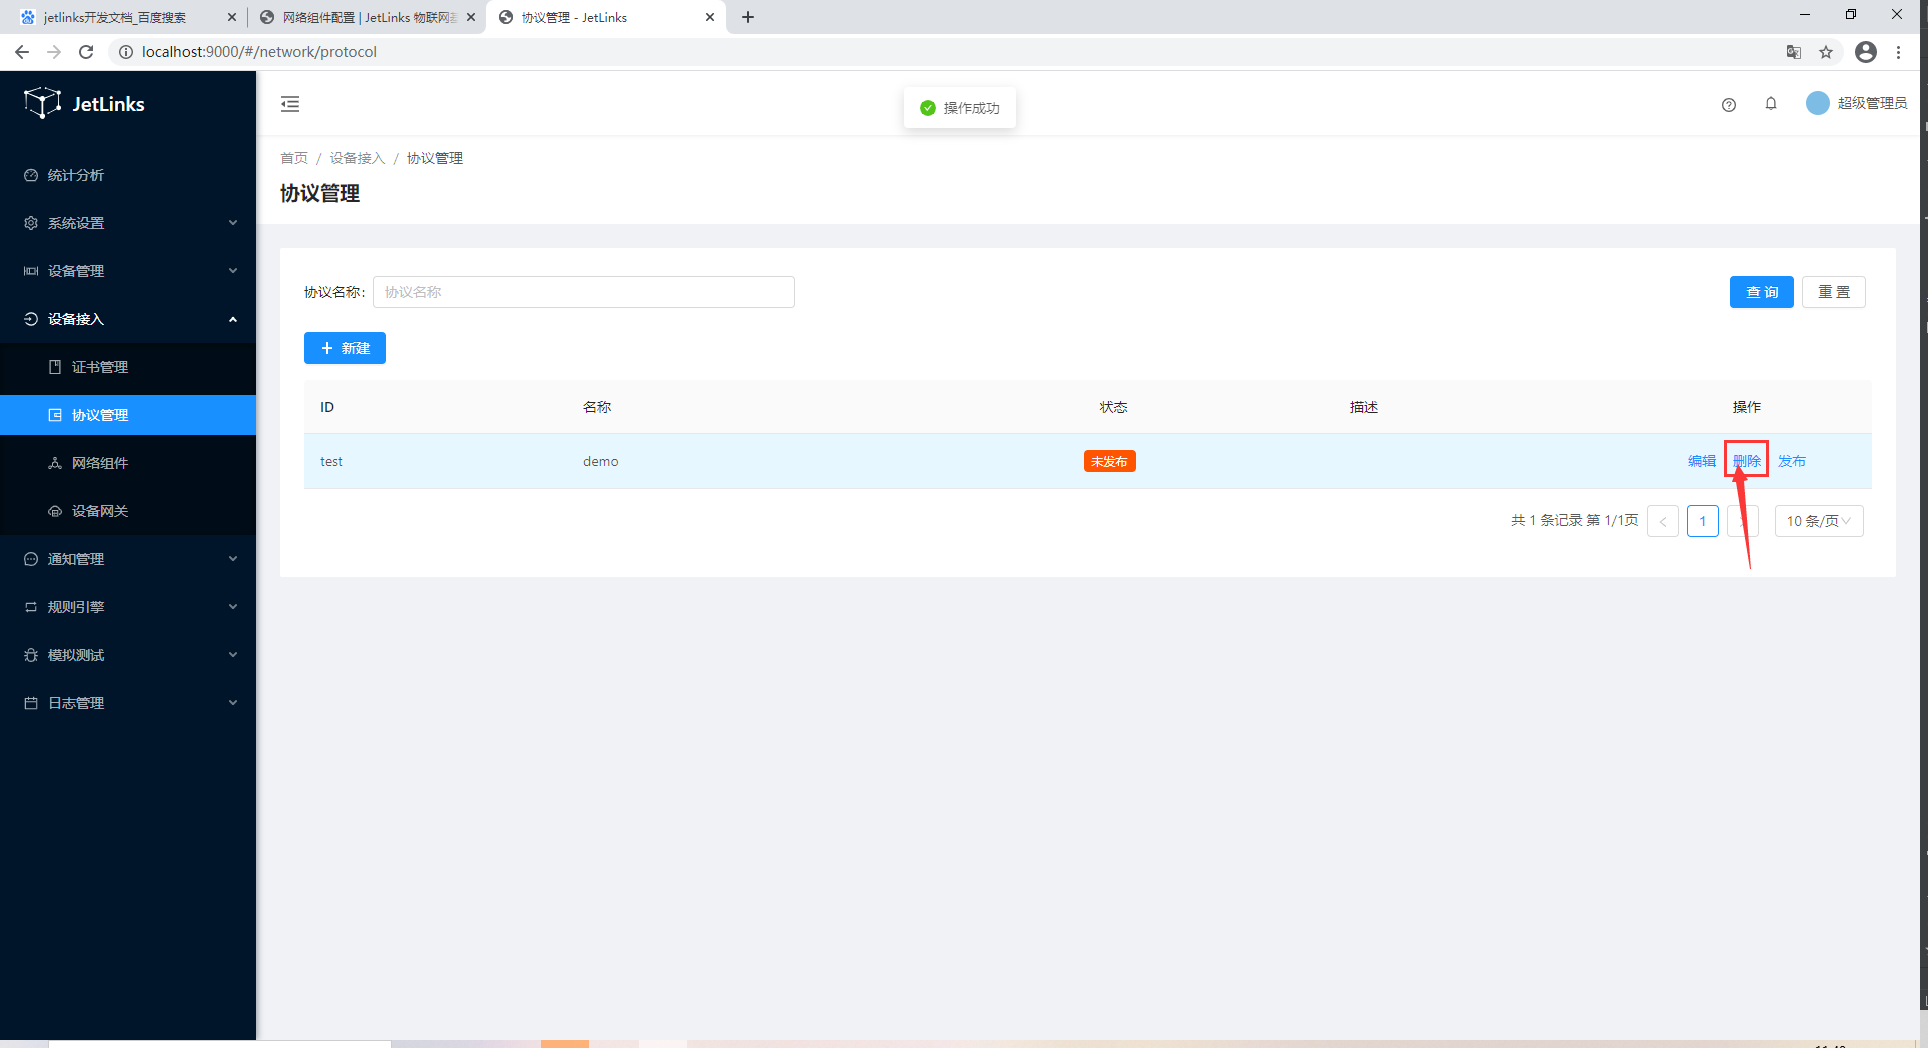 jetlinks开发文档_百度搜索
网络组件配置 | JetLinks 物联网
协议管理 - JetLinks
localhost:9000/#/network/protocol
JetLinks
操作成功
超级管理员
首页 / 设备接入 / 协议管理
协议管理
统计分析
系统设置
设备管理
设备接入
证书管理
协议管理
网络组件
设备网关
通知管理
规则引擎
模拟测试
日志管理
协议名称: 协议名称
查询 重置
+ 新建
ID 名称 状态 描述 操作
test demo 未发布 编辑 删除 发布
共 1 条记录 第 1/1页 < 1 > 10 条/页